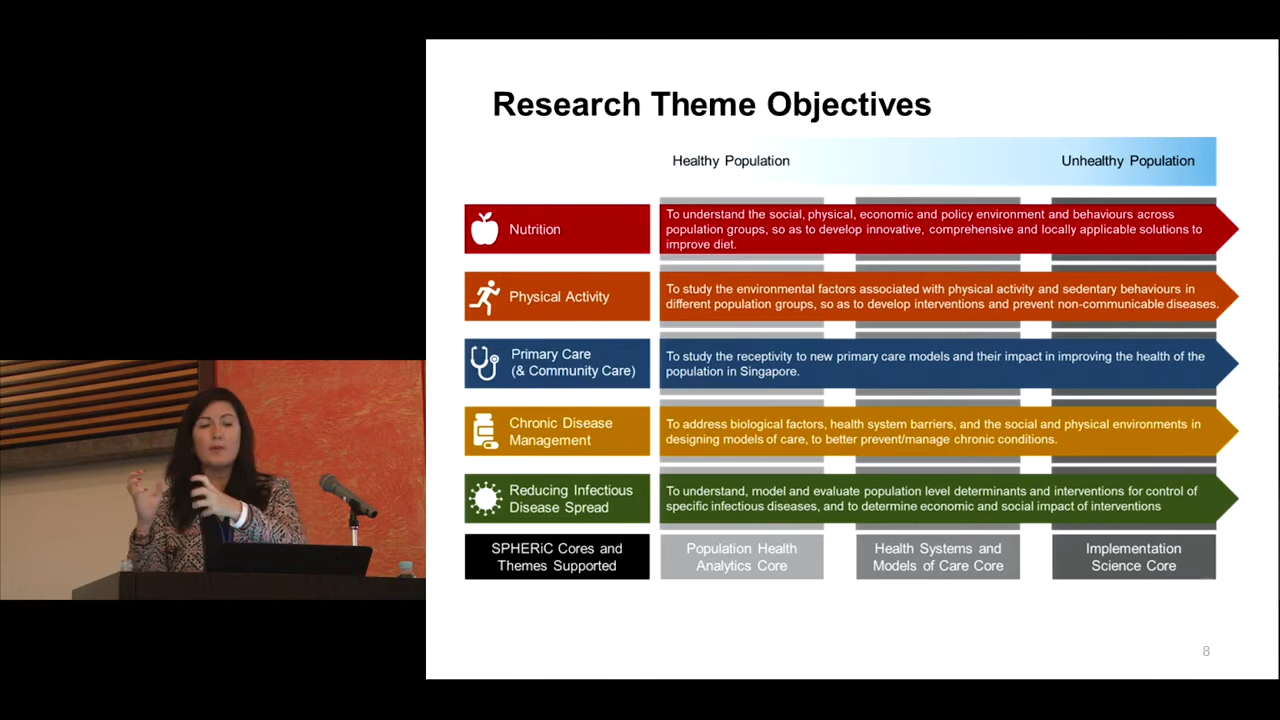 Research Theme Objectives
Healthy Population
Unhealthy Population
Nutrition
To understand the social, physical, economic and policy environment and behaviours across
population groups, so as to develop innovative, comprehensive and locally applicable solutions to
improve diet.
Physical Activity
To study the environmental factors associated with physical activity and sedentary behaviours in
different population groups, so as to develop interventions and prevent non-communicable diseases.
Primary Care
(& Community Care)
To study the receptivity to new primary care models and their impact in improving the health of the
population in Singapore.
Chronic Disease
Management
To address biological factors, health system barriers, and the social and physical environments in
designing models of care, to better prevent/manage chronic conditions.
Reducing Infectious
Disease Spread
To understand, model and evaluate population level determinants and interventions for control of
specific infectious diseases, and to determine economic and social impact of interventions
SPHERiC Cores and
Themes Supported
Population Health
Analytics Core
Health Systems and
Models of Care Core
Implementation
Science Core
8